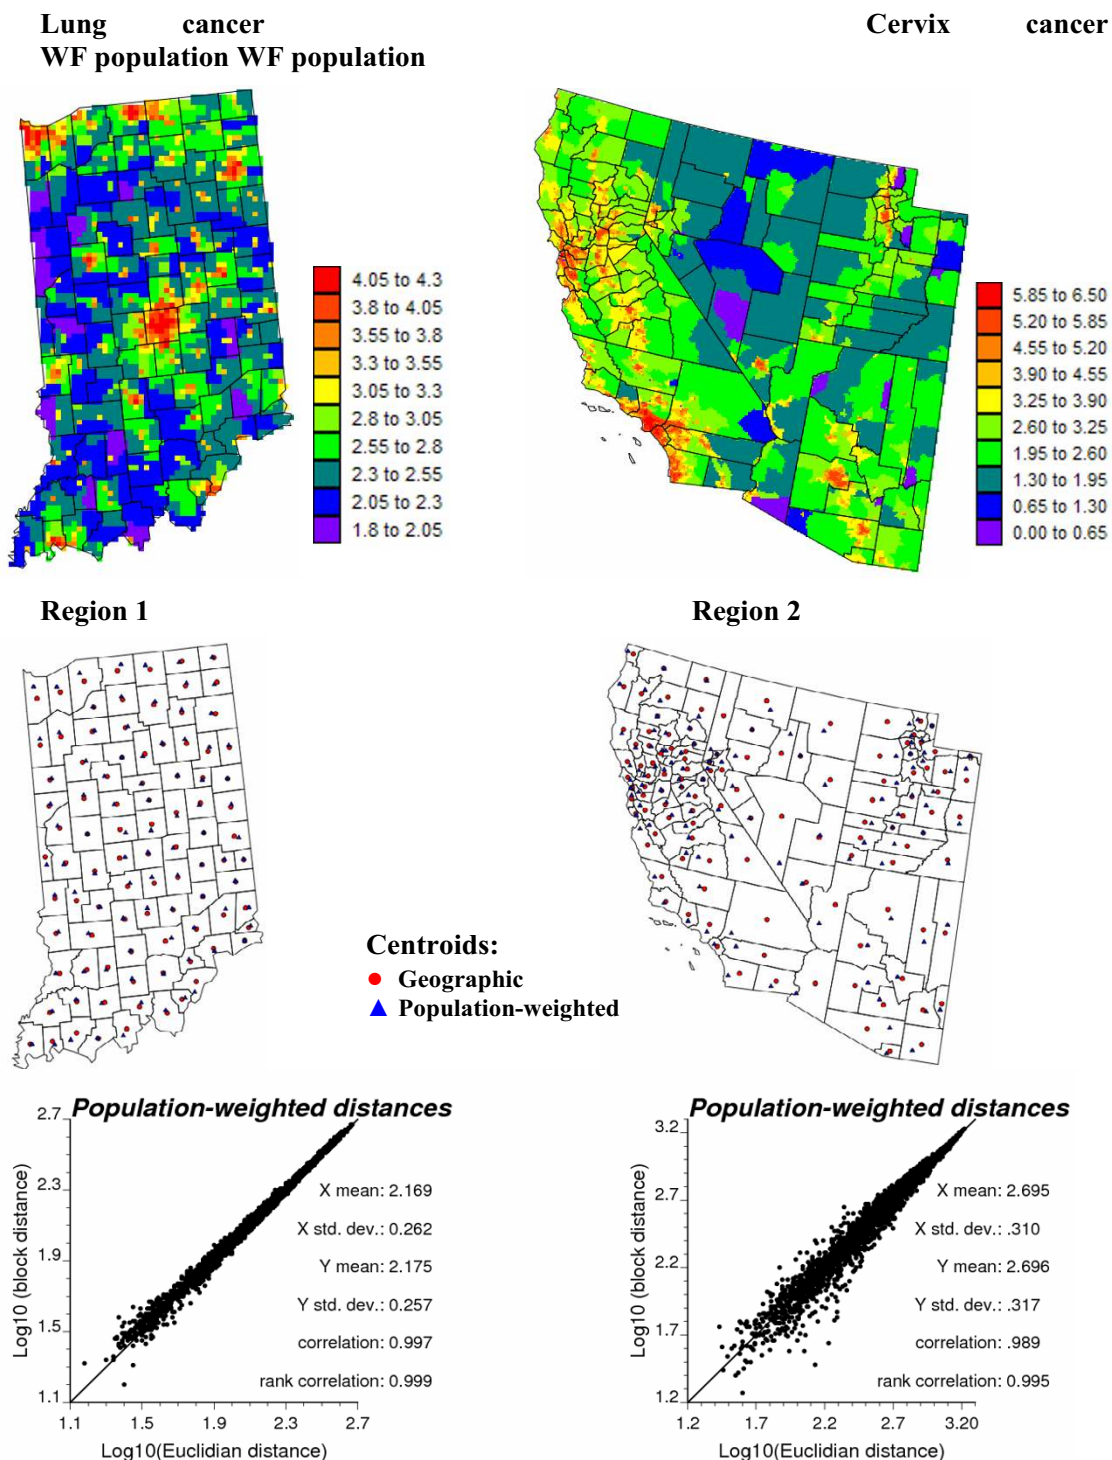 Lung cancer Cervix cancer
WF population WF population
4.05 to 4.3
3.8 to 4.05
3.55 to 3.8
3.3 to 3.55
3.05 to 3.3
2.8 to 3.05
2.55 to 2.8
2.3 to 2.55
2.05 to 2.3
1.8 to 2.05
5.85 to 6.50
5.20 to 5.85
4.55 to 5.20
3.90 to 4.55
3.25 to 3.90
2.60 to 3.25
1.95 to 2.60
1.30 to 1.95
0.65 to 1.30
0.00 to 0.65
Region 1
Region 2
Centroids:
Geographic
Population-weighted
Population-weighted distances
2.7
2.3
1.9
1.5
1.1
Log10 (block distance)
X mean: 2.169
X std. dev.: 0.262
Y mean: 2.175
Y std. dev.: 0.257
correlation: 0.997
rank correlation: 0.999
1.1 1.5 1.9 2.3 2.7
Log10(Euclidian distance)
Population-weighted distances
3.2
2.7
2.2
1.7
1.2
Log10 (block distance)
X mean: 2.695
X std. dev.: .310
Y mean: 2.696
Y std. dev.: .317
correlation: .989
rank correlation: 0.995
1.2 1.7 2.2 2.7 3.20
Log10(Euclidian distance)